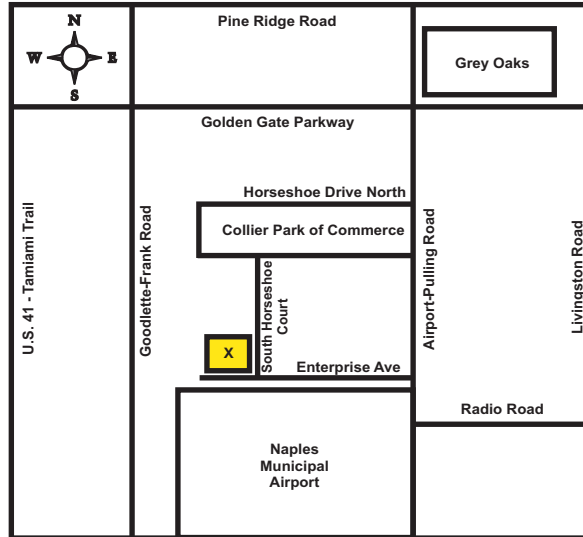 Pine Ridge Road
N
W
E
S
Grey Oaks
Golden Gate Parkway
Horseshoe Drive North
Collier Park of Commerce
U.S. 41 - Tamiami Trail
Goodlette-Frank Road
South Horseshoe
Court
Airport-Pulling Road
Livingston Road
X
Enterprise Ave
Radio Road
Naples
Municipal
Airport